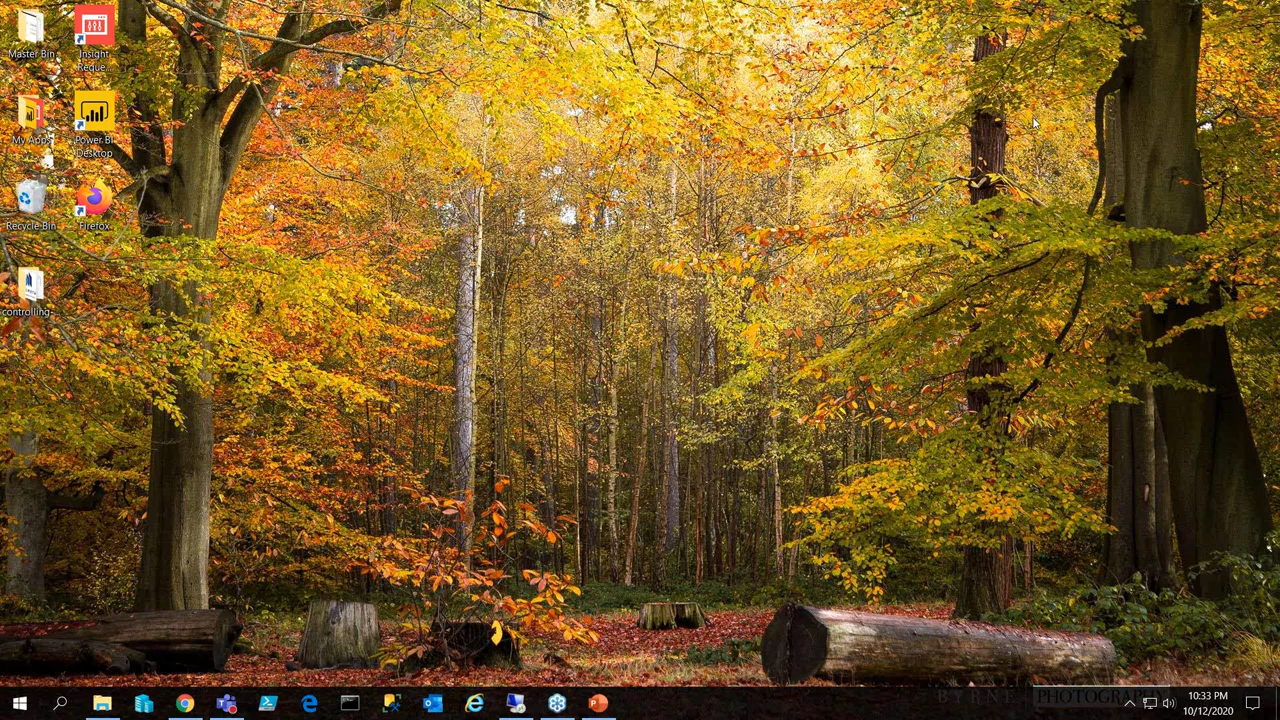 Master Bin
Insight
Reque...
My Apps
Power BI
Desktop
Recycle Bin
Firefox
controlling-...
PHOTOGRAPHY
10:33 PM
10/12/2020